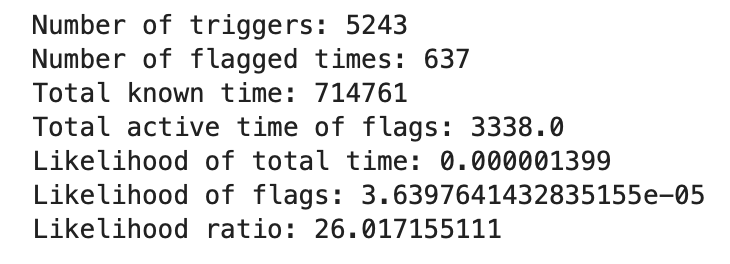 Number of triggers: 5243
Number of flagged times: 637
Total known time: 714761
Total active time of flags: 3338.0
Likelihood of total time: 0.000001399
Likelihood of flags: 3.6397641432835155e-05
Likelihood ratio: 26.017155111